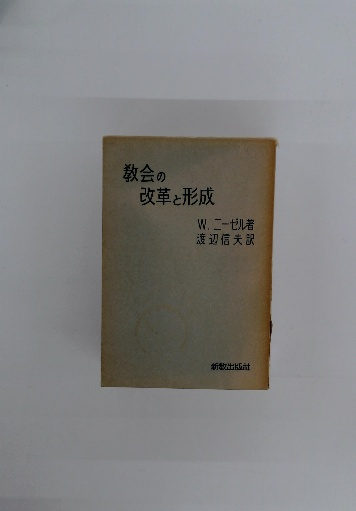 教会の
改革と形成
W. ニーゼル著
渡辺信夫訳
新教出版社